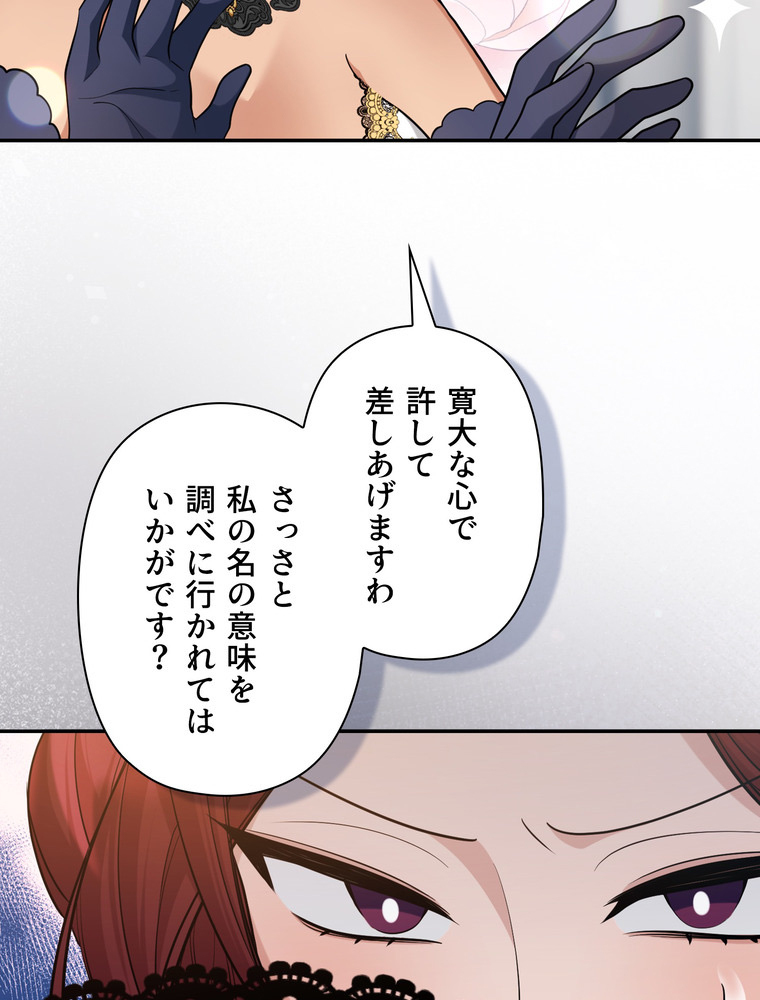 寛大な心で
許して
差しあげますわ
さっさと
私の名の意味を
調べに行かれては
いかがです？